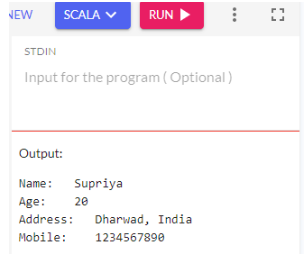 NEW SCALA RUN
STDIN
Input for the program ( Optional )
Output:
Name:   Supriya
Age:   20
Address:   Dharwad, India
Mobile:   1234567890